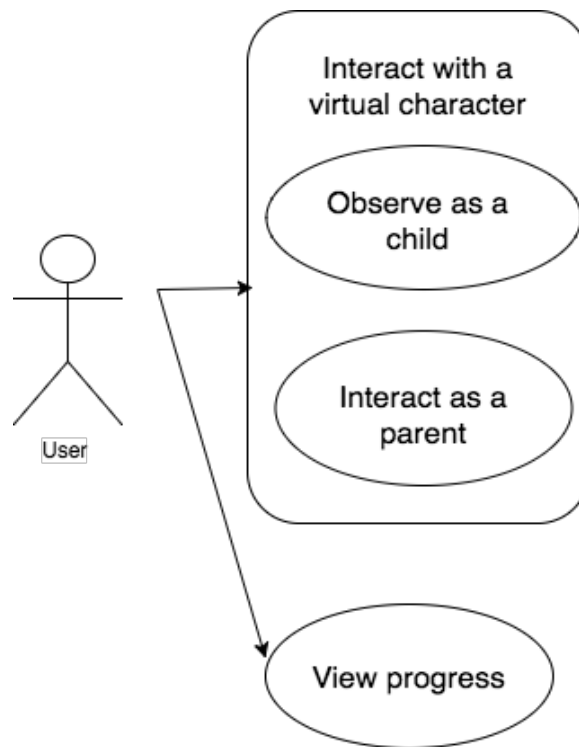 Interact with a
virtual character
Observe as a
child
Interact as a
parent
User
View progress